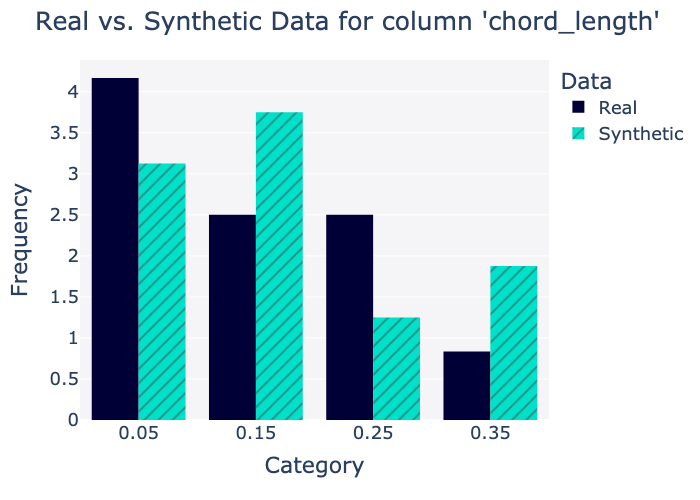 Real vs. Synthetic Data for column 'chord_length'
Data
Real
Synthetic
Frequency
4
3.5
3
2.5
2
1.5
1
0.5
0
0.05 0.15 0.25 0.35
Category